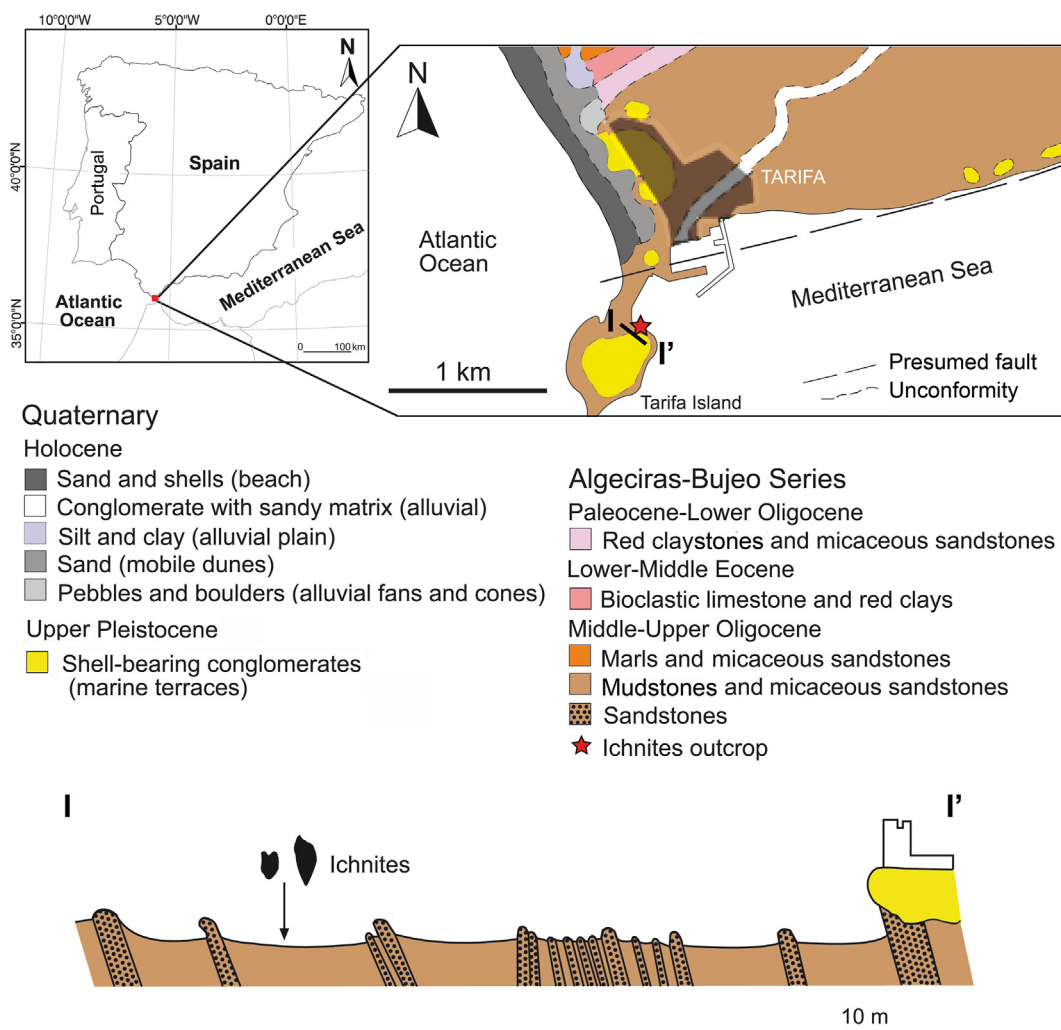 10°0'0"W
5°0'0"W
0°0'0"E
40°0'0"N
35°0'0"N
N
Portugal
Spain
Mediterranean Sea
Atlantic
Ocean
0 100 km
N
TARIFA
Atlantic
Ocean
Mediterranean Sea
I
I'
1 km
Tarifa Island
Presumed fault
Unconformity
Quaternary
Holocene
Sand and shells (beach)
Conglomerate with sandy matrix (alluvial)
Silt and clay (alluvial plain)
Sand (mobile dunes)
Pebbles and boulders (alluvial fans and cones)
Upper Pleistocene
Shell-bearing conglomerates
(marine terraces)
Algeciras-Bujeo Series
Paleocene-Lower Oligocene
Red claystones and micaceous sandstones
Lower-Middle Eocene
Bioclastic limestone and red clays
Middle-Upper Oligocene
Marls and micaceous sandstones
Mudstones and micaceous sandstones
Sandstones
Ichnites outcrop
I
I'
Ichnites
10 m